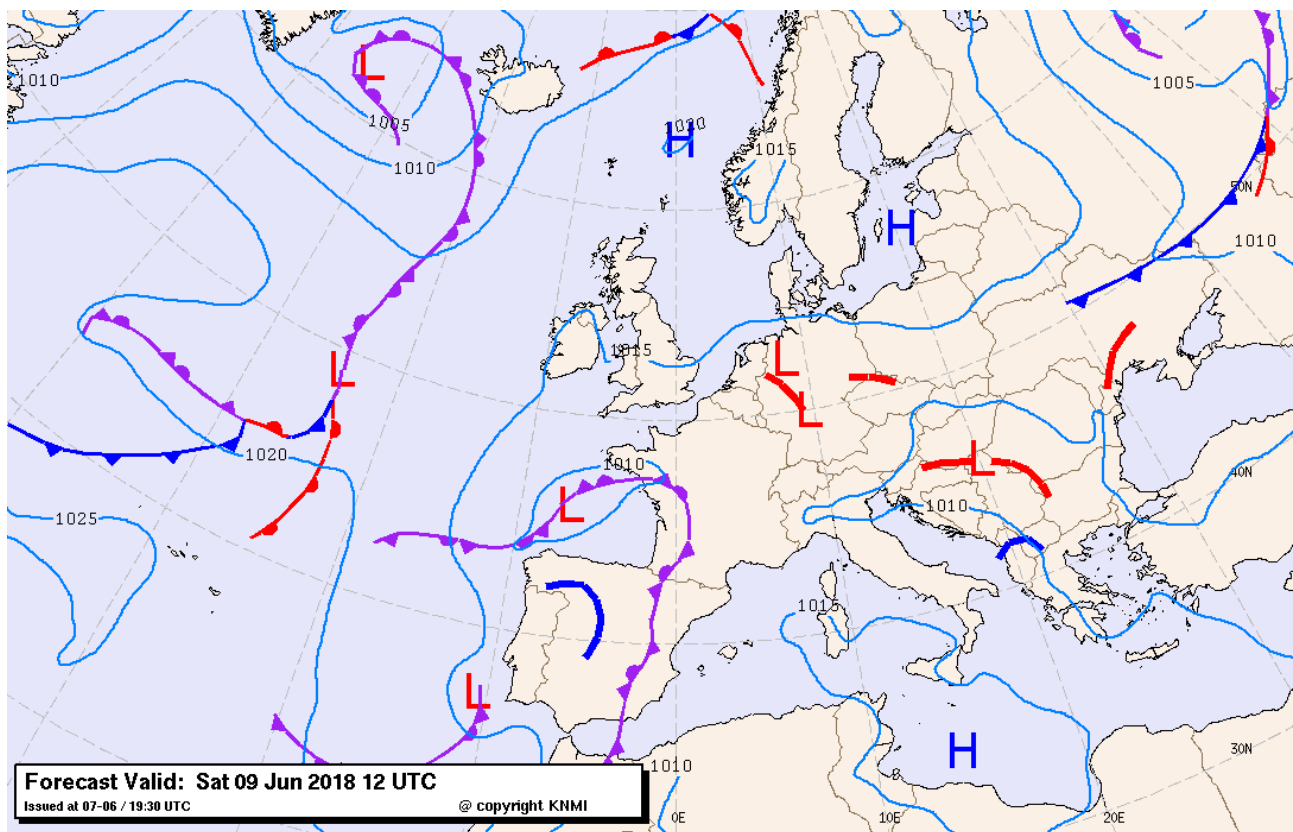 1010
L
1005
1010
1020
H
1015
H
1005
50N
1010
L
1015
L
L
1020
1010
L
1025
L
40N
1010
1015
L
H
30N
1010
Forecast Valid: Sat 09 Jun 2018 12 UTC
Issued at 07-06 / 19:30 UTC @ copyright KNMI
0E 10E 20E